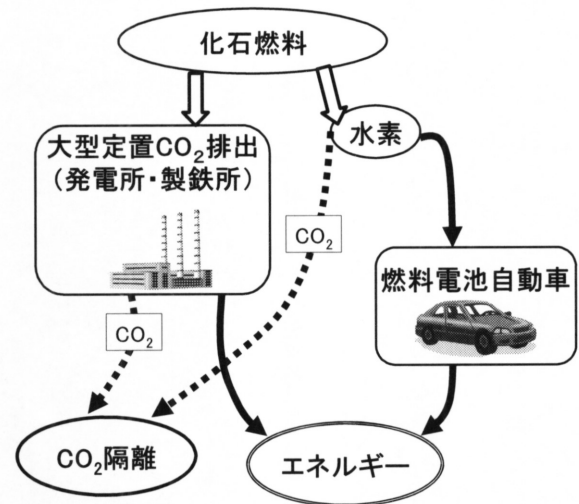 化石燃料
水素
大型定置CO₂排出
（発電所・製鉄所）
CO₂
燃料電池自動車
CO₂
CO₂隔離
エネルギー